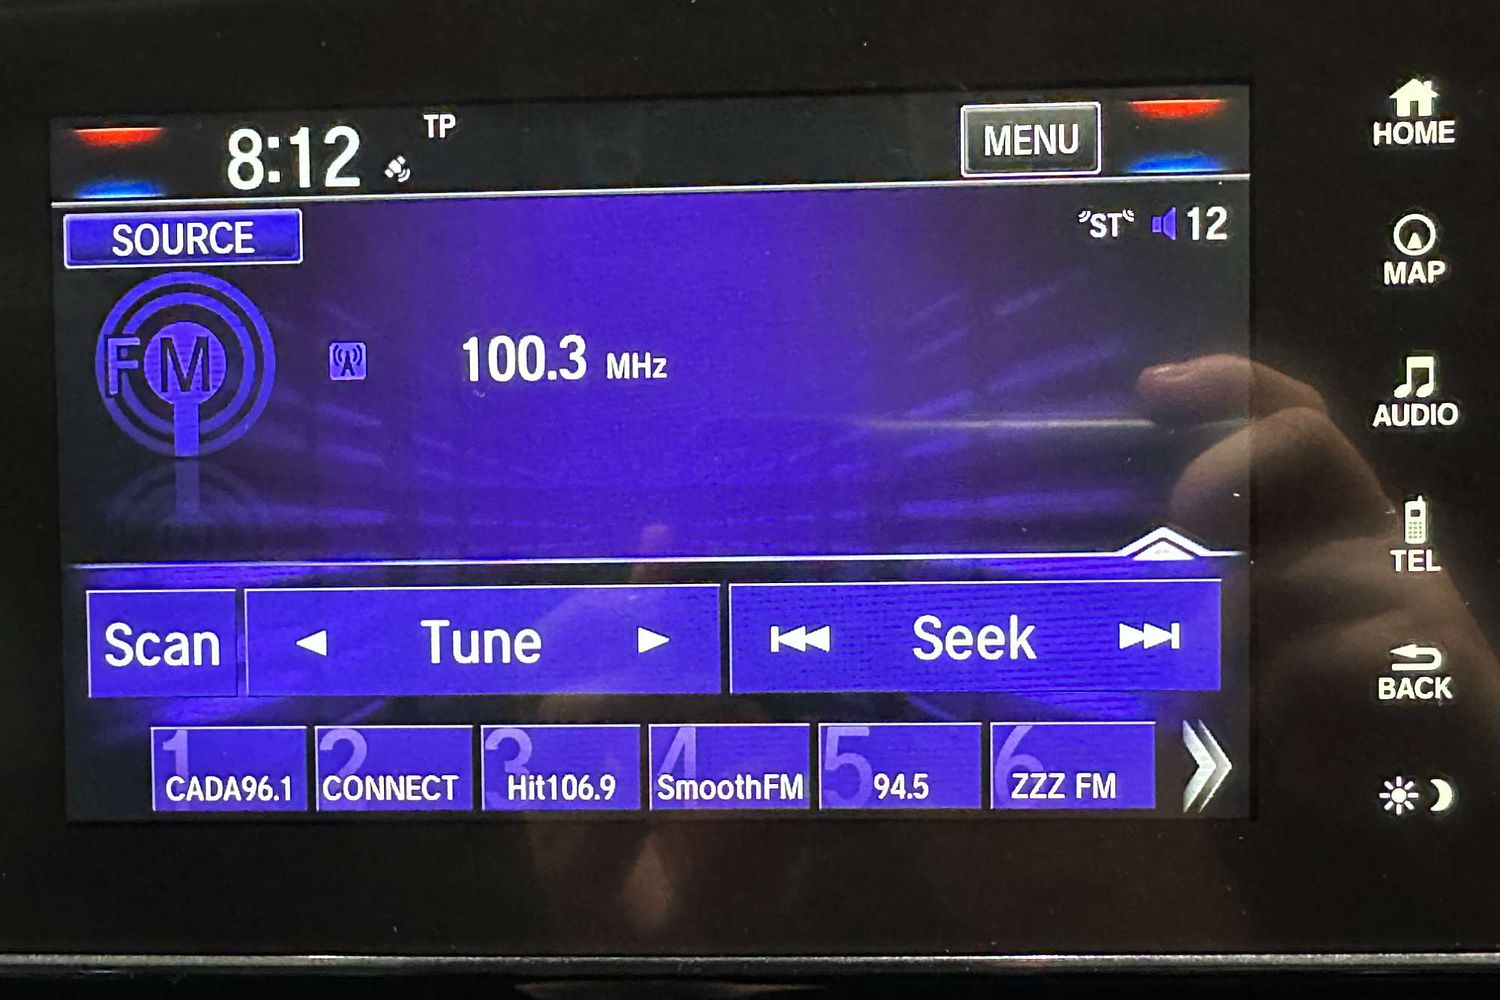 8:12 TP MENU
SOURCE ST 12
FM 100.3 MHz
Scan Tune Seek
1 CADA96.1
2 CONNECT
3 Hit106.9
4 SmoothFM
5 94.5
6 ZZZ FM
HOME
MAP
AUDIO
TEL
BACK